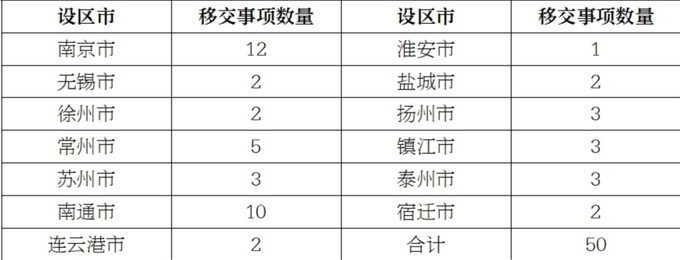 设区市 移交事项数量 设区市 移交事项数量
南京市 12 淮安市 1
无锡市 2 盐城市 2
徐州市 2 扬州市 3
常州市 5 镇江市 3
苏州市 3 泰州市 3
南通市 10 宿迁市 2
连云港市 2 合计 50